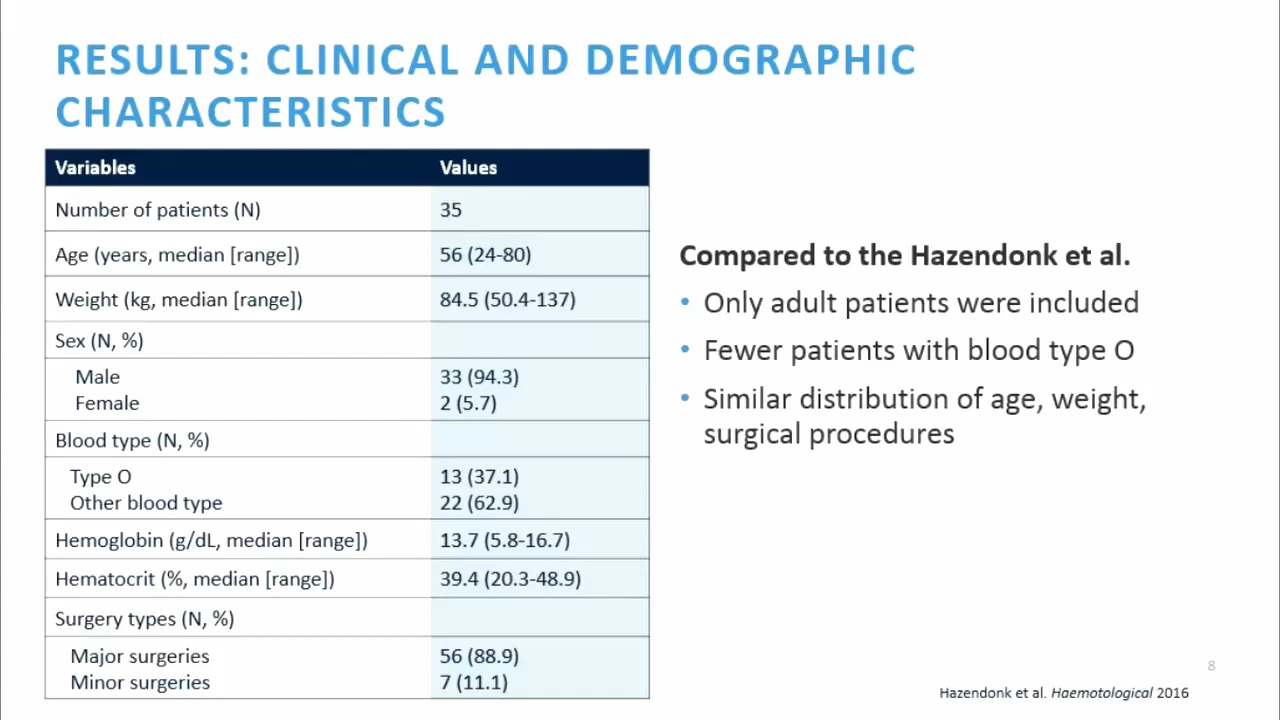 RESULTS: CLINICAL AND DEMOGRAPHIC
CHARACTERISTICS
Variables Values
Number of patients (N) 35
Age (years, median [range]) 56 (24-80)
Weight (kg, median [range]) 84.5 (50.4-137)
Sex (N, %)
Male 33 (94.3)
Female 2 (5.7)
Blood type (N, %)
Type O 13 (37.1)
Other blood type 22 (62.9)
Hemoglobin (g/dL, median [range]) 13.7 (5.8-16.7)
Hematocrit (%, median [range]) 39.4 (20.3-48.9)
Surgery types (N, %)
Major surgeries 56 (88.9)
Minor surgeries 7 (11.1)
Compared to the Hazendonk et al.
• Only adult patients were included
• Fewer patients with blood type O
• Similar distribution of age, weight,
surgical procedures
8
Hazendonk et al. Haemotological 2016